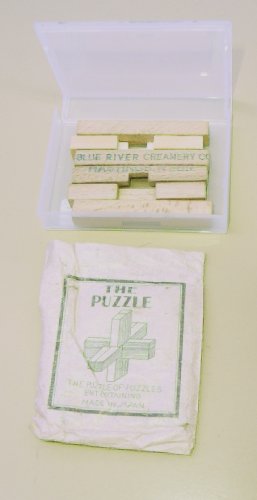 BLUE RIVER CREAMERY CO
THE
PUZZLE
THE PUZZLE OF PUZZLES
ENTERTAINING
MADE IN JAPAN